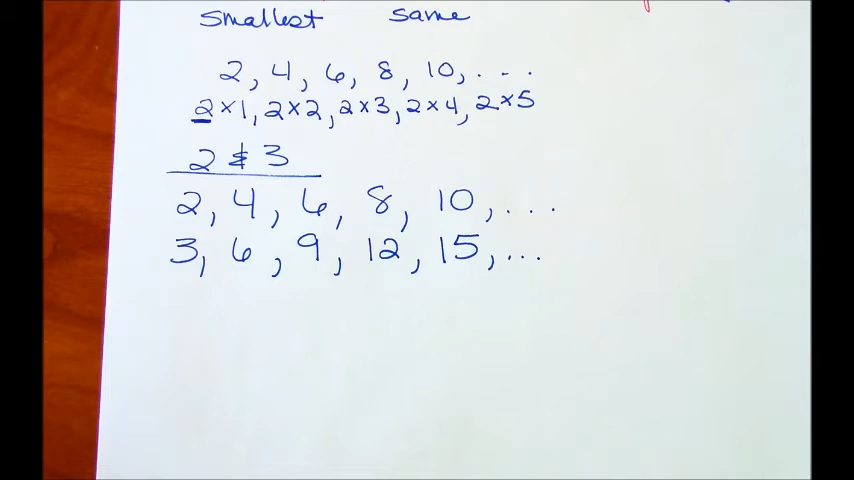 smallest same
2, 4, 6, 8, 10, . . .
2×1, 2×2, 2×3, 2×4, 2×5
2 & 3
2, 4, 6, 8, 10, . . .
3, 6, 9, 12, 15, . . .